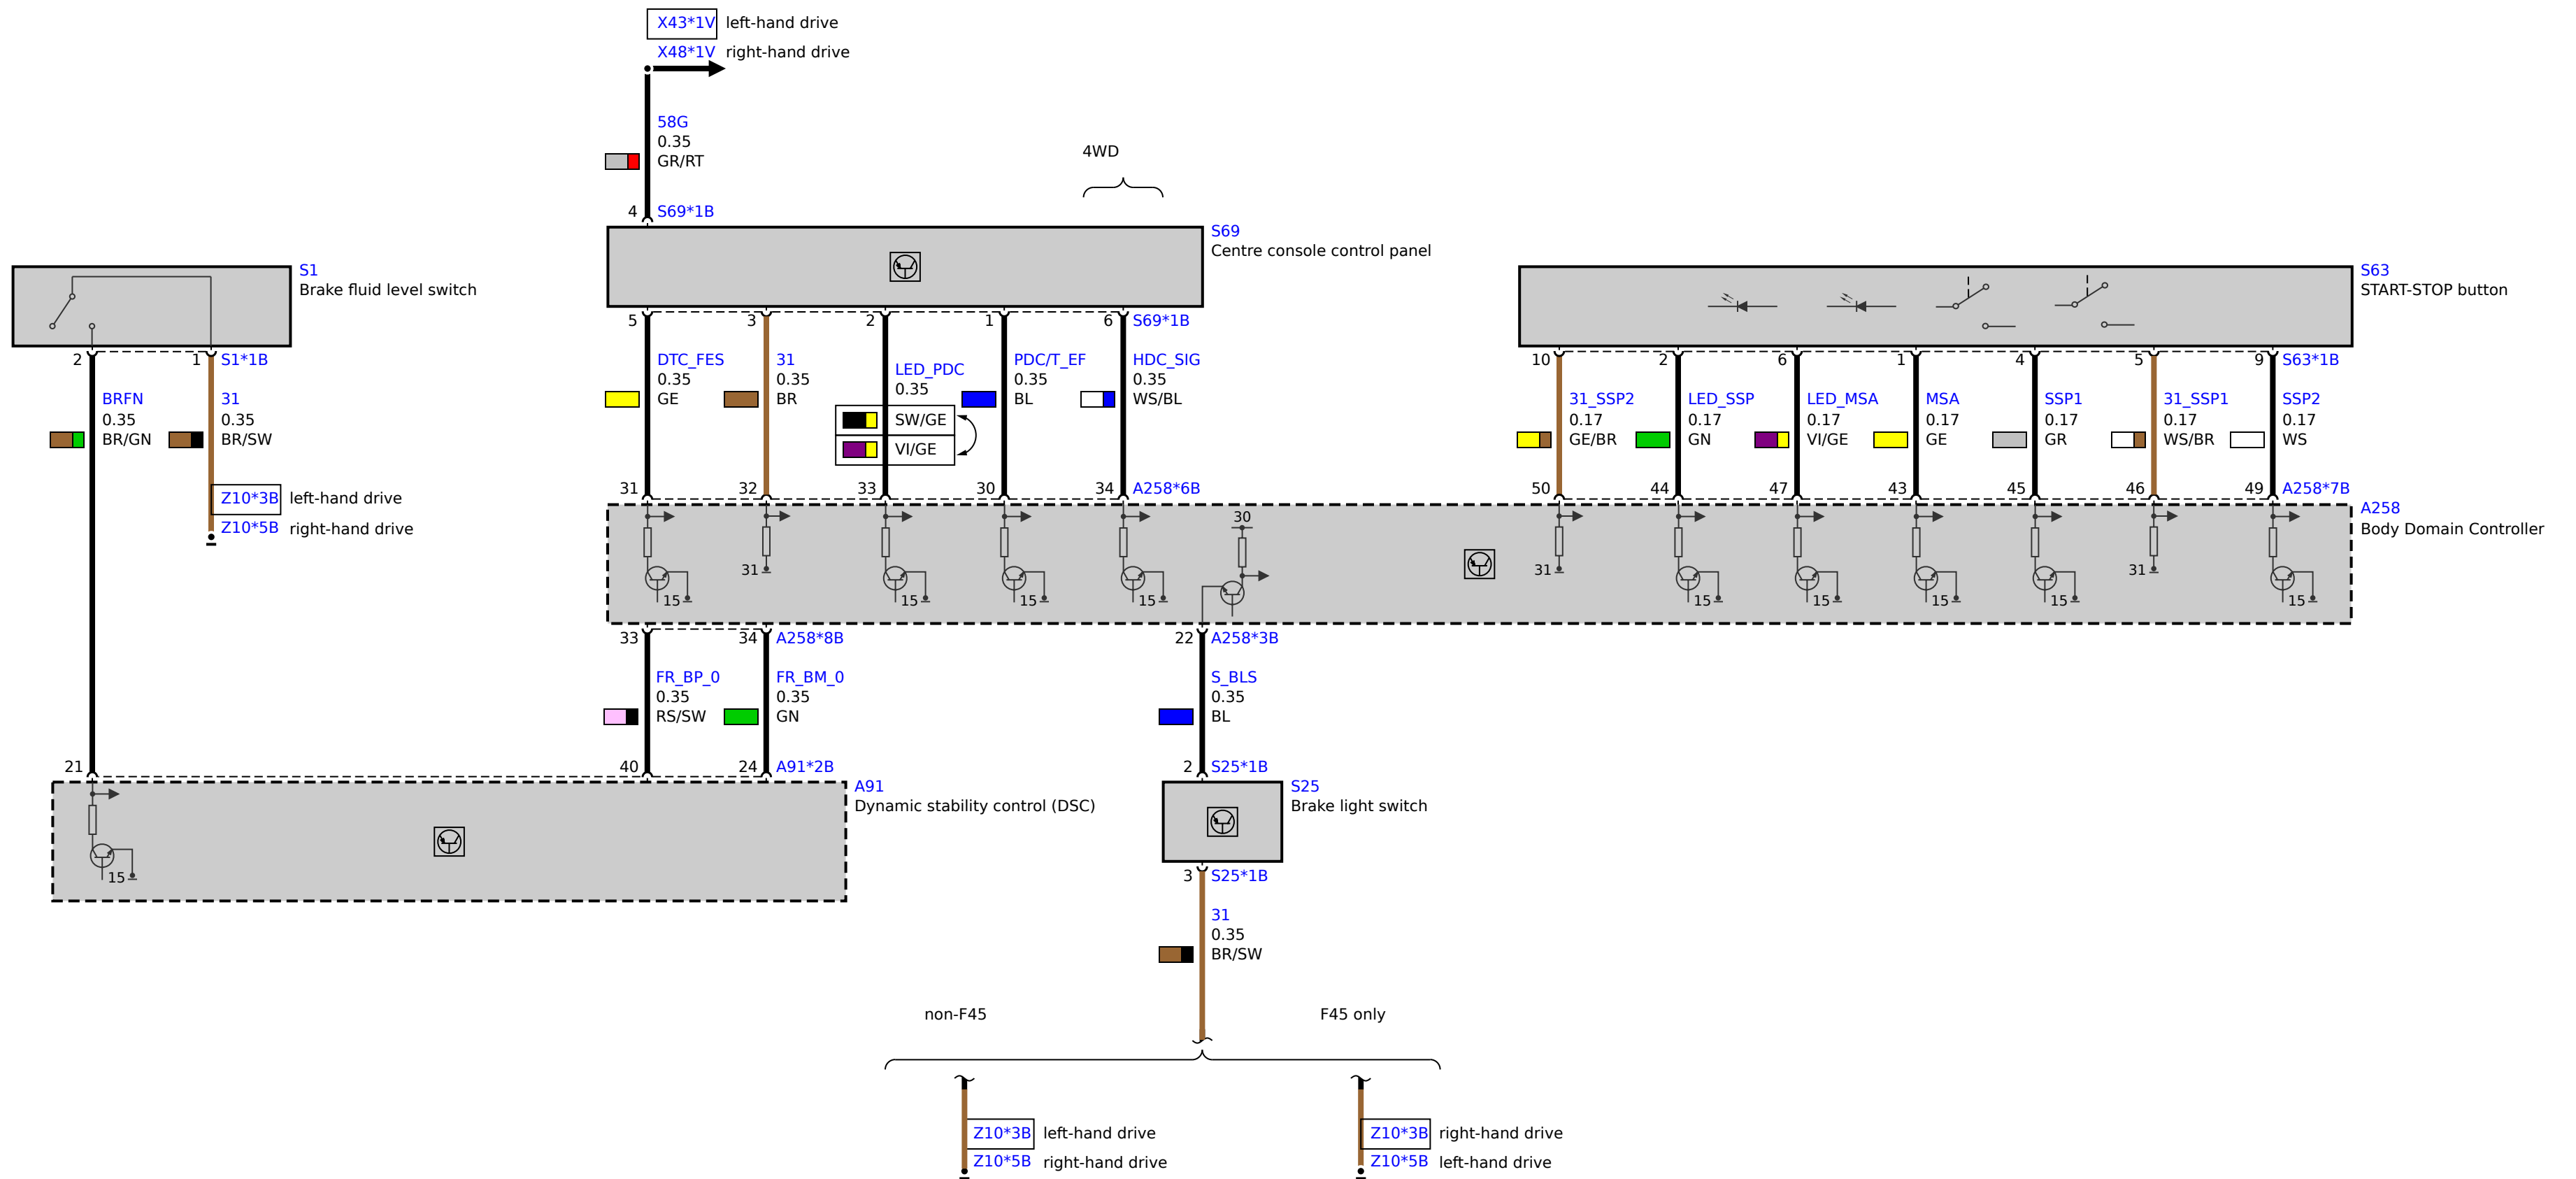 X43*1V left-hand drive
X48*1V right-hand drive
58G
0.35
GR/RT
4WD
4 S69*1B
S69
Centre console control panel
S1
Brake fluid level switch
S63
START-STOP button
5 3 2 1 6 S69*1B
2 1 S1*1B
10 2 6 1 4 5 9 S63*1B
DTC_FES
0.35
GE
31
0.35
BR
LED_PDC
0.35
SW/GE
VI/GE
PDC/T_EF
0.35
BL
HDC_SIG
0.35
WS/BL
BRFN
0.35
BR/GN
31
0.35
BR/SW
31_SSP2
0.17
GE/BR
LED_SSP
0.17
GN
LED_MSA
0.17
VI/GE
MSA
0.17
GE
SSP1
0.17
GR
31_SSP1
0.17
WS/BR
SSP2
0.17
WS
Z10*3B left-hand drive
Z10*5B right-hand drive
31 32 33 30 34 A258*6B
50 44 47 43 45 46 49 A258*7B
A258
Body Domain Controller
30
31 31 31
15 15 15 15 15 15 15 15 15
33 34 A258*8B
22 A258*3B
FR_BP_0
0.35
RS/SW
FR_BM_0
0.35
GN
S_BLS
0.35
BL
21 40 24 A91*2B
2 S25*1B
A91
Dynamic stability control (DSC)
S25
Brake light switch
15
3 S25*1B
31
0.35
BR/SW
non-F45 F45 only
Z10*3B left-hand drive
Z10*5B right-hand drive
Z10*3B right-hand drive
Z10*5B left-hand drive